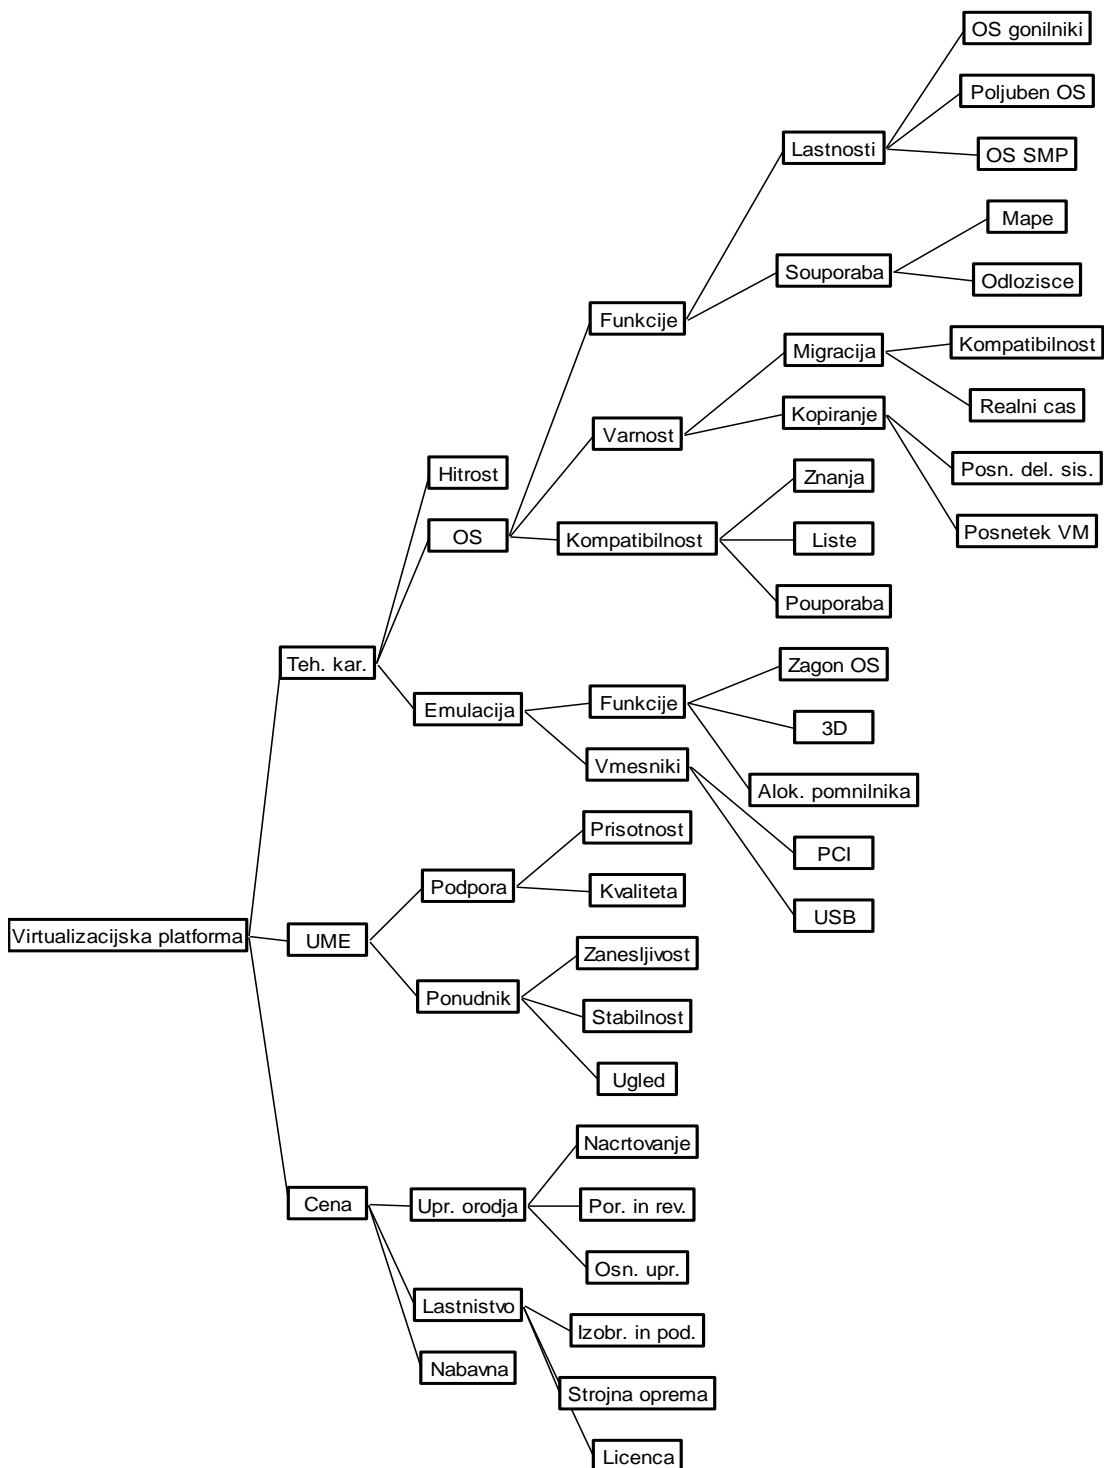 OS gonilniki
Poljuben OS
Lastnosti
OS SMP
Mape
Souporaba
Odlozisce
Funkcije
Migracija
Kompatibilnost
Realni cas
Kopiranje
Varnost
Hitrost
Znanja
Posn. del. sis.
OS
Kompatibilnost
Liste
Posnetek VM
Pouporaba
Teh. kar.
Zagon OS
Emulacija
Funkcije
3D
Vmesniki
Alok. pomnilnika
Prisotnost
PCI
Podpora
Kvaliteta
USB
Virtualizacijska platforma
UME
Zanesljivost
Ponudnik
Stabilnost
Ugled
Nacrtovanje
Cena
Upr. orodja
Por. in rev.
Osn. upr.
Lastnistvo
Izobr. in pod.
Nabavna
Strojna oprema
Licenca